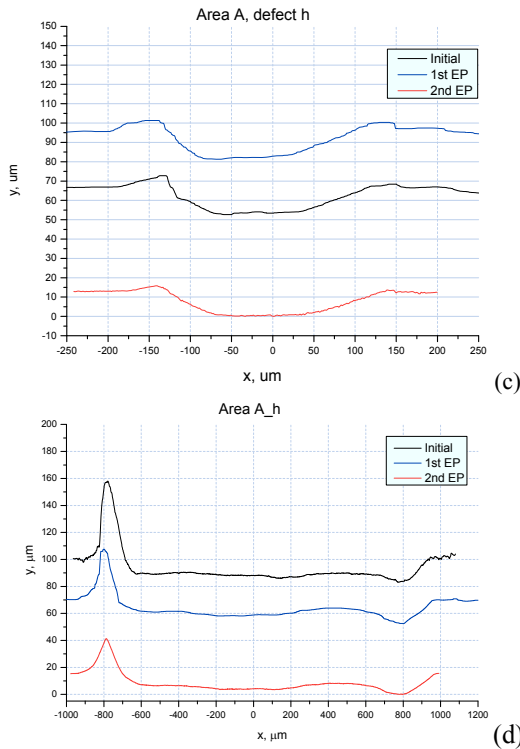 Area A, defect h
150
140
130
120
110
100
90
80
70
60
50
40
30
20
10
0
-10
y, um
Initial
1st EP
2nd EP
-250 -200 -150 -100 -50 0 50 100 150 200 250
x, um
(c)
Area A_h
200
180
160
140
120
100
80
60
40
20
0
y, μm
Initial
1st EP
2nd EP
-1000 -800 -600 -400 -200 0 200 400 600 800 1000 1200
x, μm
(d)